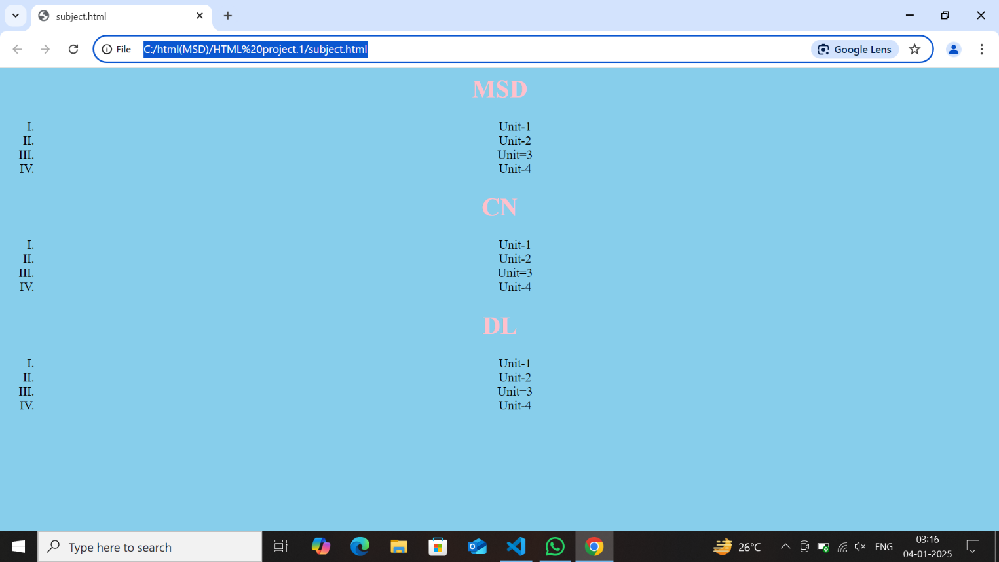 subject.html
File C:/html(MSD)/HTML%20project.1/subject.html Google Lens
MSD
I. Unit-1
II. Unit-2
III. Unit=3
IV. Unit-4
CN
I. Unit-1
II. Unit-2
III. Unit=3
IV. Unit-4
DL
I. Unit-1
II. Unit-2
III. Unit=3
IV. Unit-4
Type here to search
26°C
ENG
03:16
04-01-2025